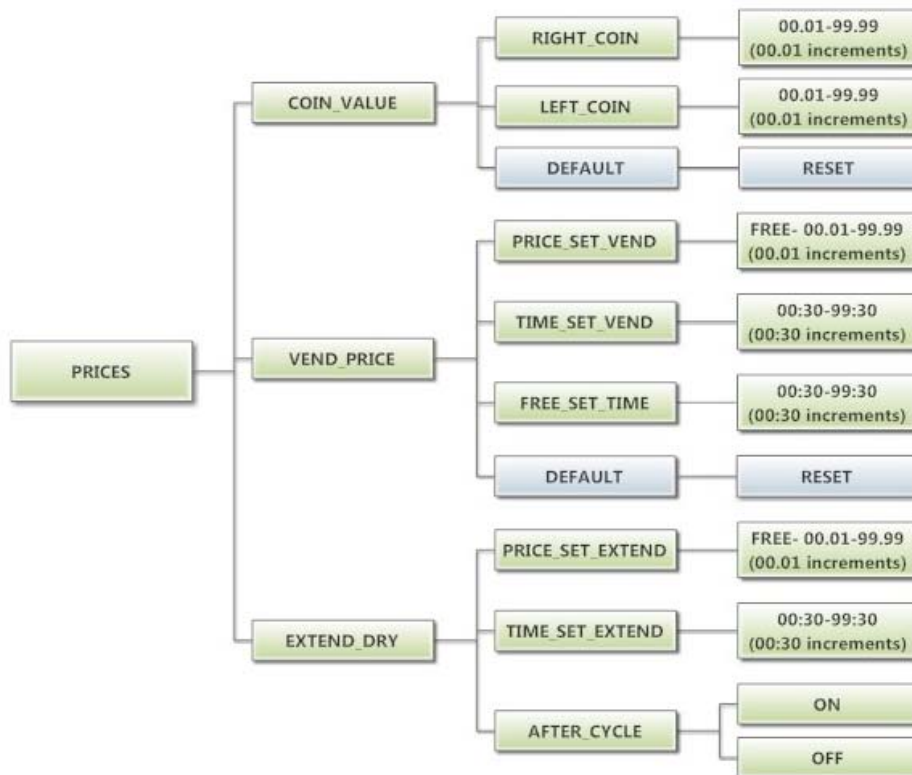 RIGHT_COIN
00.01-99.99
(00.01 increments)
COIN_VALUE
LEFT_COIN
00.01-99.99
(00.01 increments)
DEFAULT
RESET
PRICE_SET_VEND
FREE- 00.01-99.99
(00.01 increments)
TIME_SET_VEND
00:30-99:30
(00:30 increments)
PRICES
VEND_PRICE
FREE_SET_TIME
00:30-99:30
(00:30 increments)
DEFAULT
RESET
PRICE_SET_EXTEND
FREE- 00.01-99.99
(00.01 increments)
EXTEND_DRY
TIME_SET_EXTEND
00:30-99:30
(00:30 increments)
AFTER_CYCLE
ON
OFF